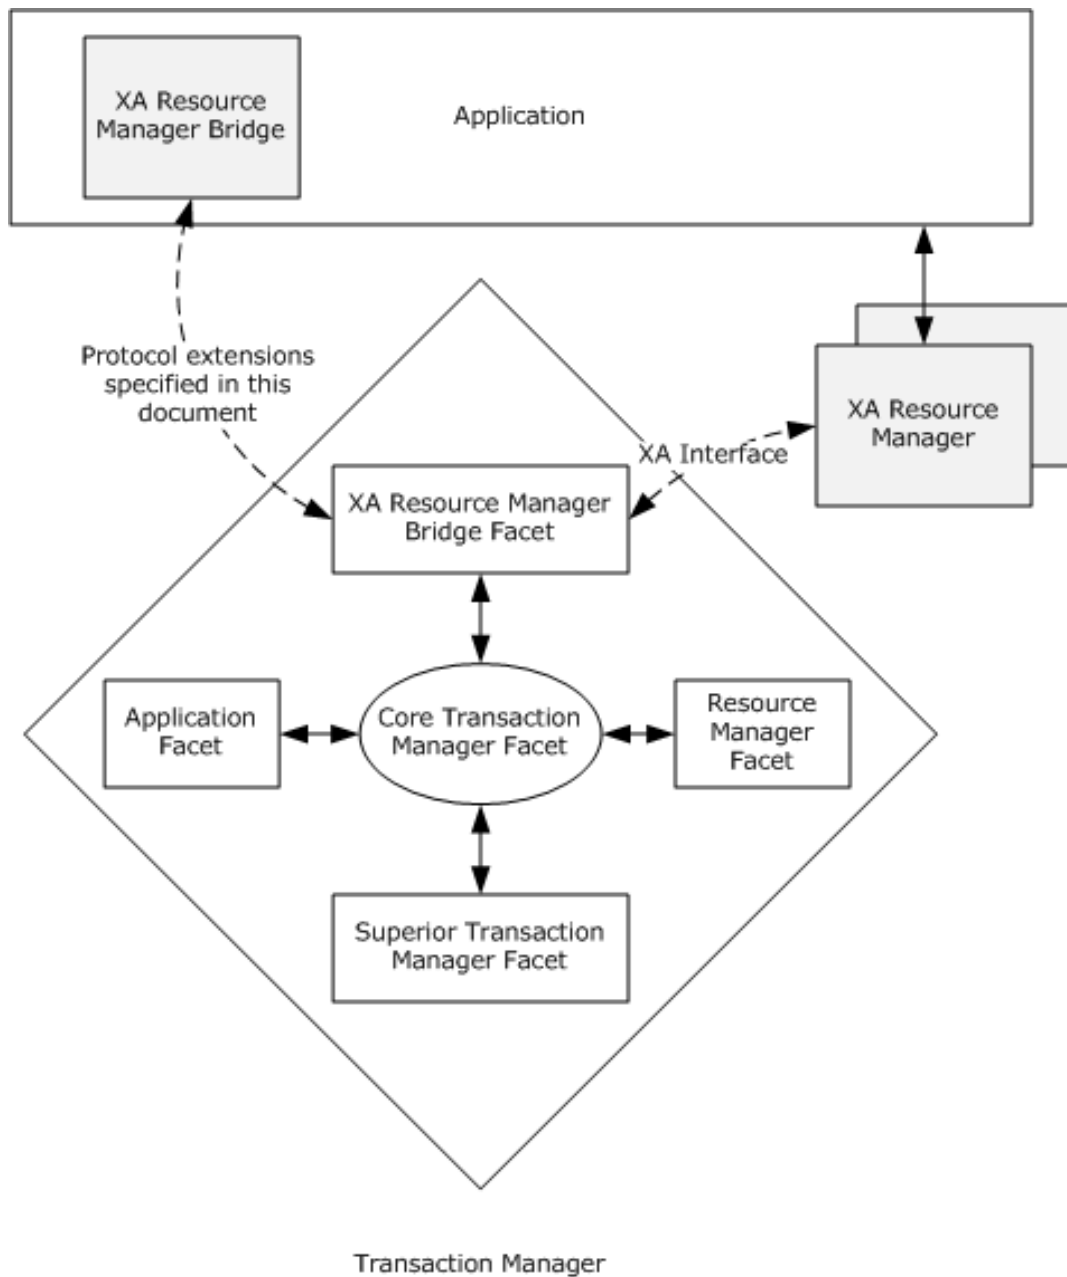 XA Resource
Manager Bridge
Application
Protocol extensions
specified in this
document
XA Resource
Manager
XA Interface
XA Resource Manager
Bridge Facet
Application
Facet
Core Transaction
Manager Facet
Resource
Manager
Facet
Superior Transaction
Manager Facet
Transaction Manager